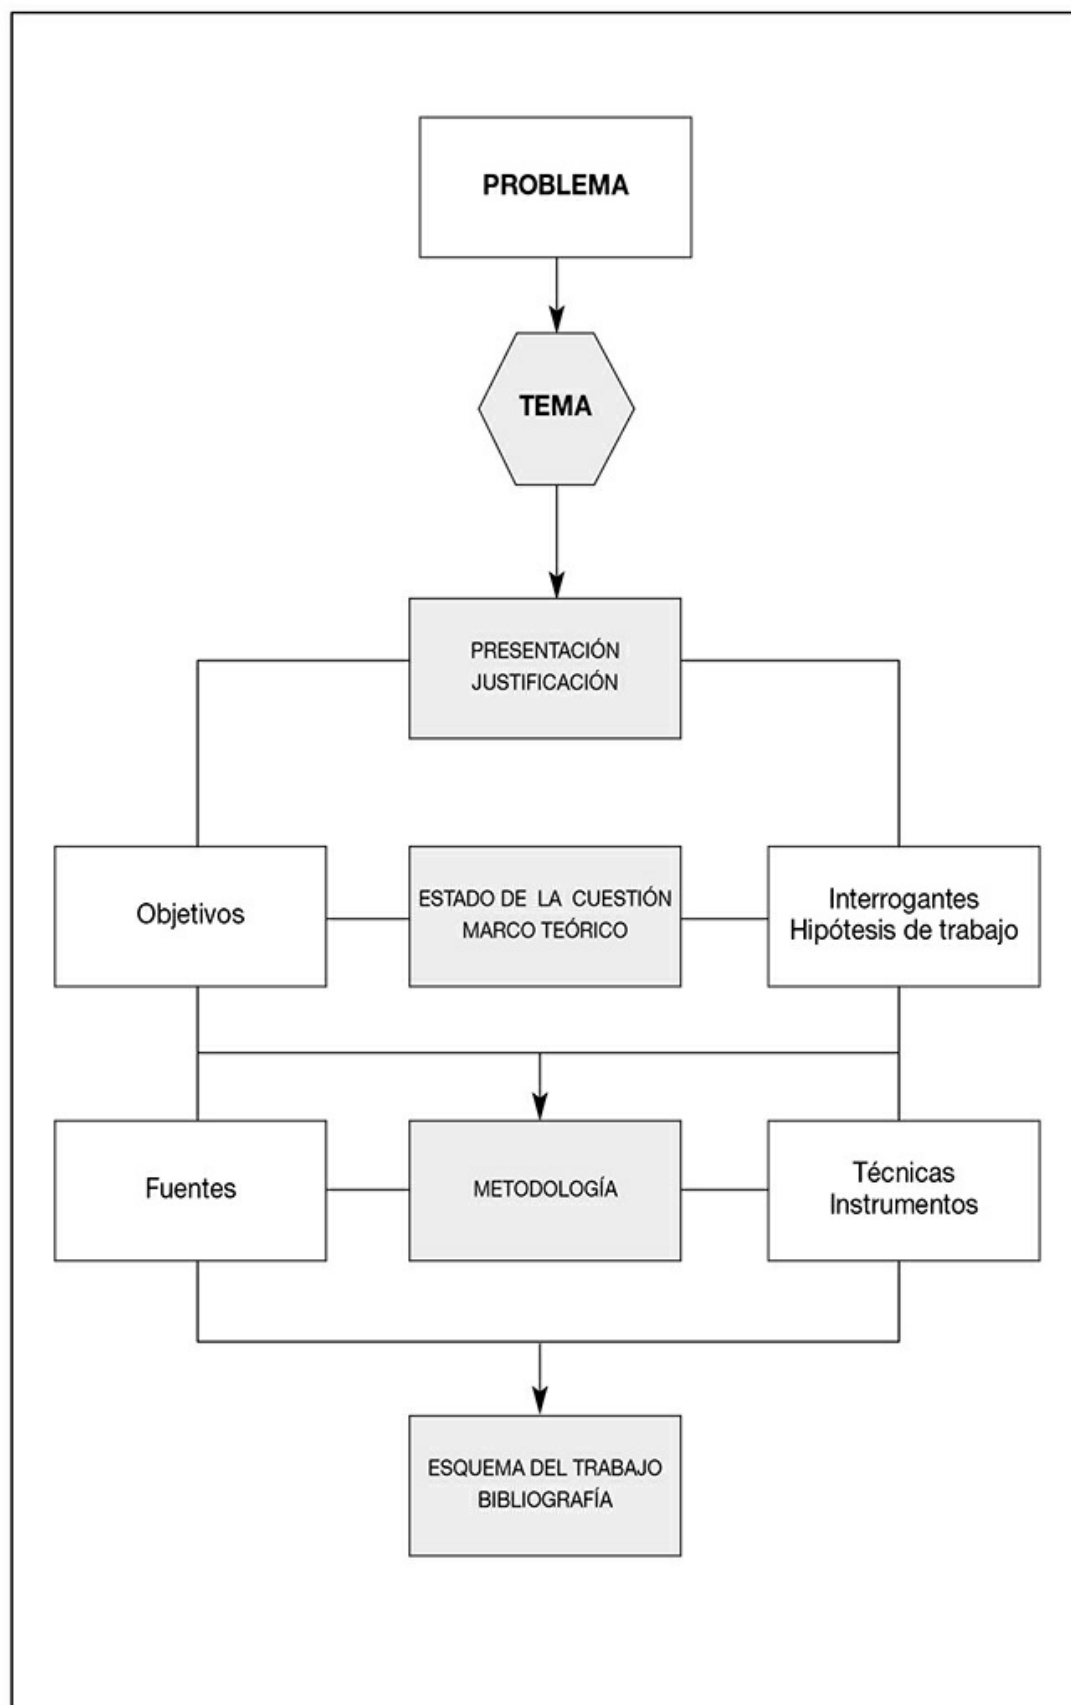 PROBLEMA
TEMA
PRESENTACIÓN
JUSTIFICACIÓN
Objetivos
ESTADO DE LA CUESTIÓN
MARCO TEÓRICO
Interrogantes
Hipótesis de trabajo
Fuentes
METODOLOGÍA
Técnicas
Instrumentos
ESQUEMA DEL TRABAJO
BIBLIOGRAFÍA